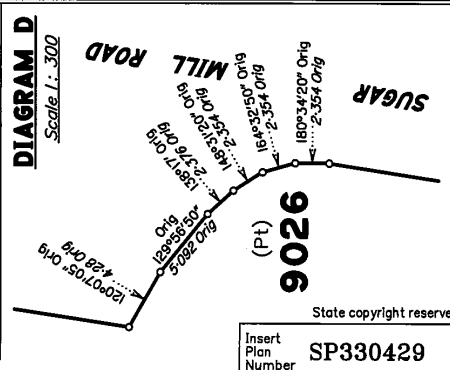 DIAGRAM D
Scale 1 : 300
SUGAR MILL ROAD
120°07'05" Orig
4·28 Orig
Orig
129°56'50"
5·092 Orig
138°17' Orig
2·376 Orig
148°31'20" Orig
2·354 Orig
164°32'50" Orig
2·354 Orig
180°34'20" Orig
2·354 Orig
(Pt)
9026
State copyright reserve
Insert
Plan
Number
SP330429